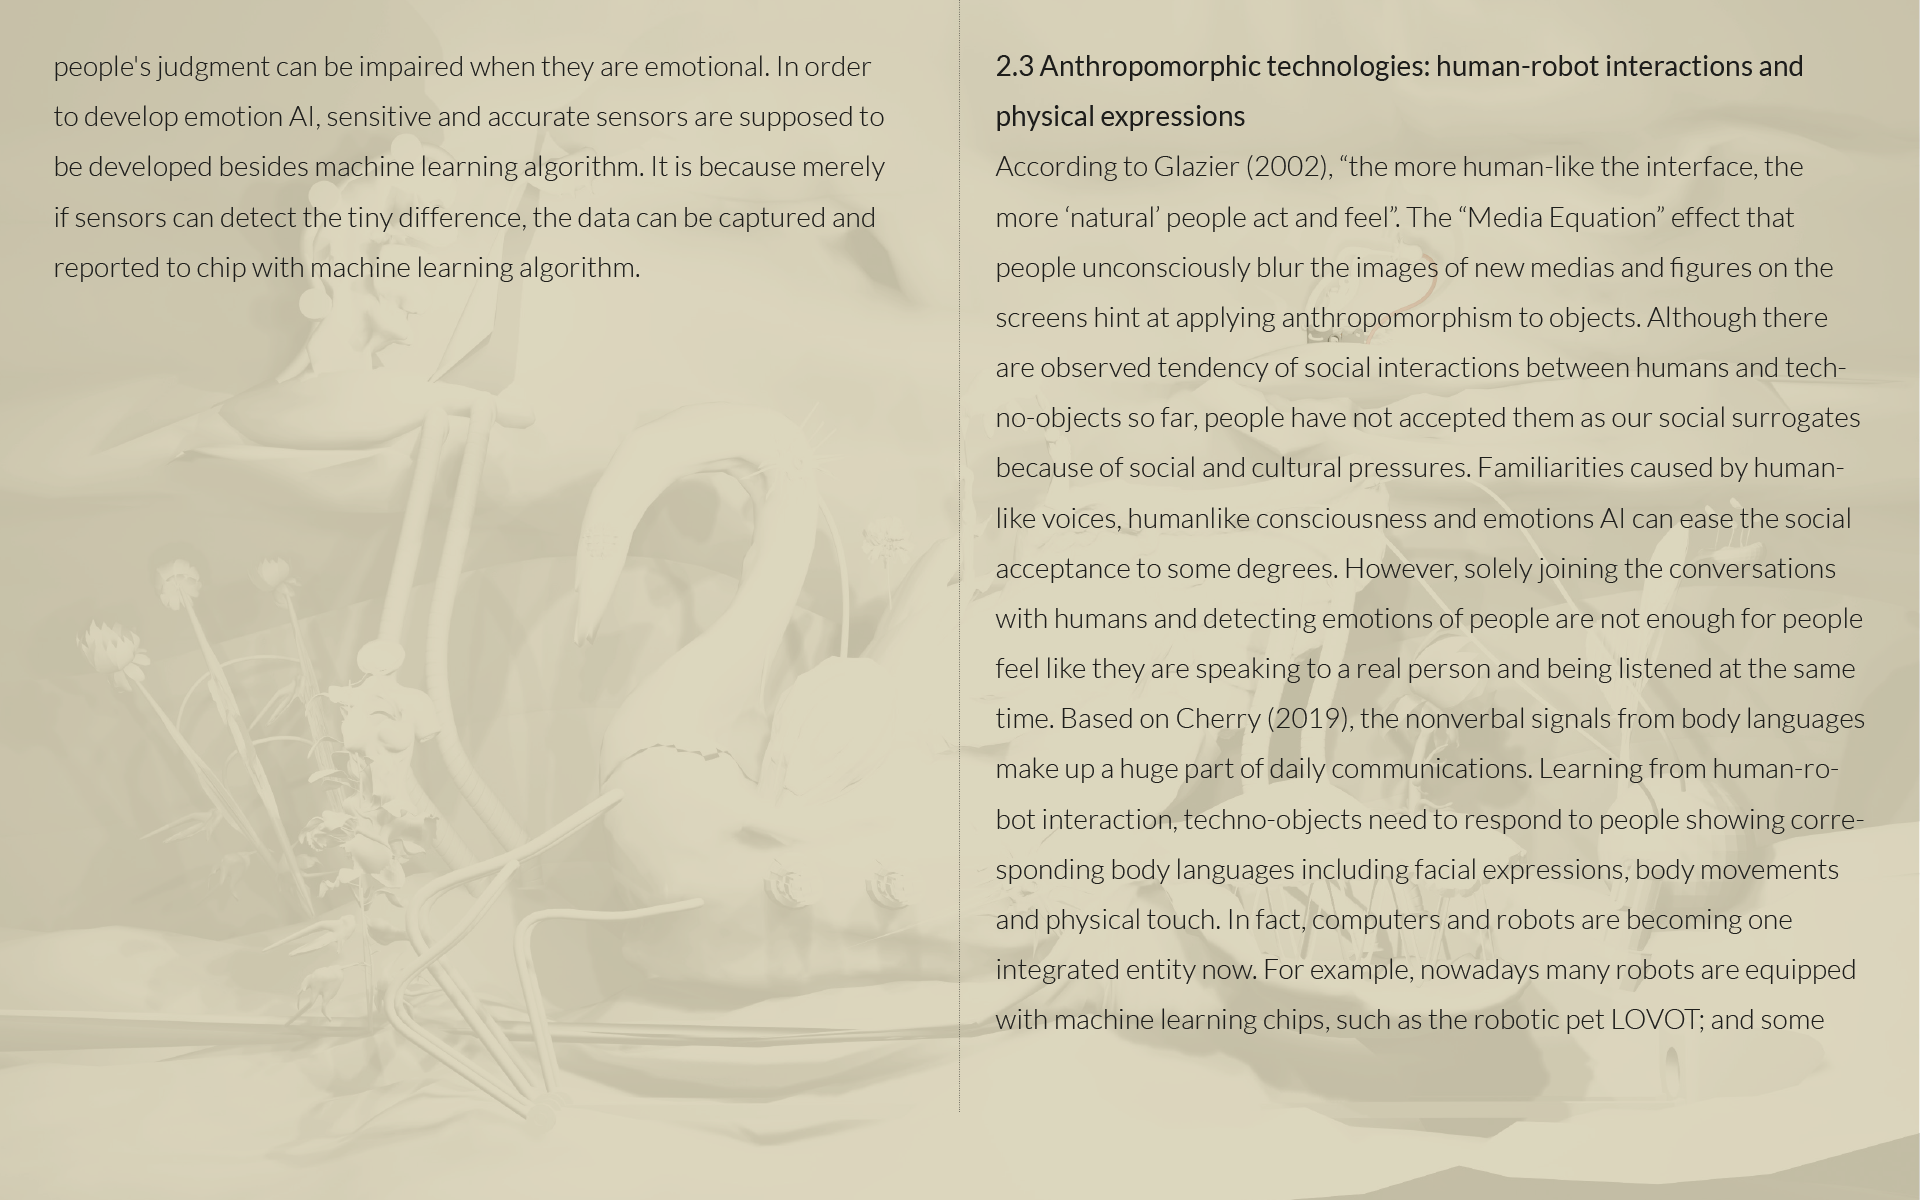 people's judgment can be impaired when they are emotional. In order
to develop emotion AI, sensitive and accurate sensors are supposed to
be developed besides machine learning algorithm. It is because merely
if sensors can detect the tiny difference, the data can be captured and
reported to chip with machine learning algorithm.
2.3 Anthropomorphic technologies: human-robot interactions and
physical expressions
According to Glazier (2002), “the more human-like the interface, the
more ‘natural’ people act and feel”. The “Media Equation” effect that
people unconsciously blur the images of new medias and figures on the
screens hint at applying anthropomorphism to objects. Although there
are observed tendency of social interactions between humans and tech-
no-objects so far, people have not accepted them as our social surrogates
because of social and cultural pressures. Familiarities caused by human-
like voices, humanlike consciousness and emotions AI can ease the social
acceptance to some degrees. However, solely joining the conversations
with humans and detecting emotions of people are not enough for people
feel like they are speaking to a real person and being listened at the same
time. Based on Cherry (2019), the nonverbal signals from body languages
make up a huge part of daily communications. Learning from human-ro-
bot interaction, techno-objects need to respond to people showing corre-
sponding body languages including facial expressions, body movements
and physical touch. In fact, computers and robots are becoming one
integrated entity now. For example, nowadays many robots are equipped
with machine learning chips, such as the robotic pet LOVOT; and some